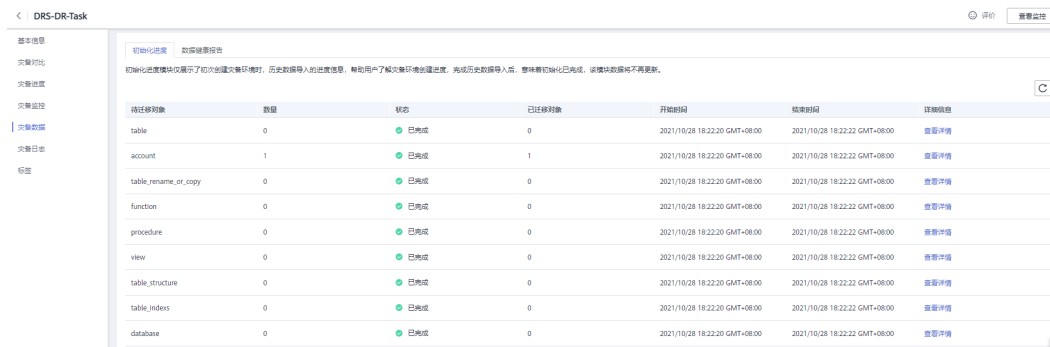 DRS-DR-Task
评价
查看监控
基本信息
灾备对比
灾备进度
灾备监控
灾备数据
灾备日志
标签
初始化进度 数据健康报告
初始化进度模块仅展示了初次创建灾备环境时，历史数据导入的进度信息，帮助用户了解灾备环境创建进度，完成历史数据导入后，意味着初始化已完成，该模块数据将不再更新。
待迁移对象 数量 状态 已迁移对象 开始时间 结束时间 详细信息
table 0 已完成 0 2021/10/28 18:22:20 GMT+08:00 2021/10/28 18:22:22 GMT+08:00 查看详情
account 1 已完成 1 2021/10/28 18:22:20 GMT+08:00 2021/10/28 18:22:22 GMT+08:00 查看详情
table_rename_or_copy 0 已完成 0 2021/10/28 18:22:20 GMT+08:00 2021/10/28 18:22:22 GMT+08:00 查看详情
function 0 已完成 0 2021/10/28 18:22:20 GMT+08:00 2021/10/28 18:22:22 GMT+08:00 查看详情
procedure 0 已完成 0 2021/10/28 18:22:20 GMT+08:00 2021/10/28 18:22:22 GMT+08:00 查看详情
view 0 已完成 0 2021/10/28 18:22:20 GMT+08:00 2021/10/28 18:22:22 GMT+08:00 查看详情
table_structure 0 已完成 0 2021/10/28 18:22:20 GMT+08:00 2021/10/28 18:22:22 GMT+08:00 查看详情
table_indexs 0 已完成 0 2021/10/28 18:22:20 GMT+08:00 2021/10/28 18:22:22 GMT+08:00 查看详情
database 0 已完成 0 2021/10/28 18:22:20 GMT+08:00 2021/10/28 18:22:22 GMT+08:00 查看详情